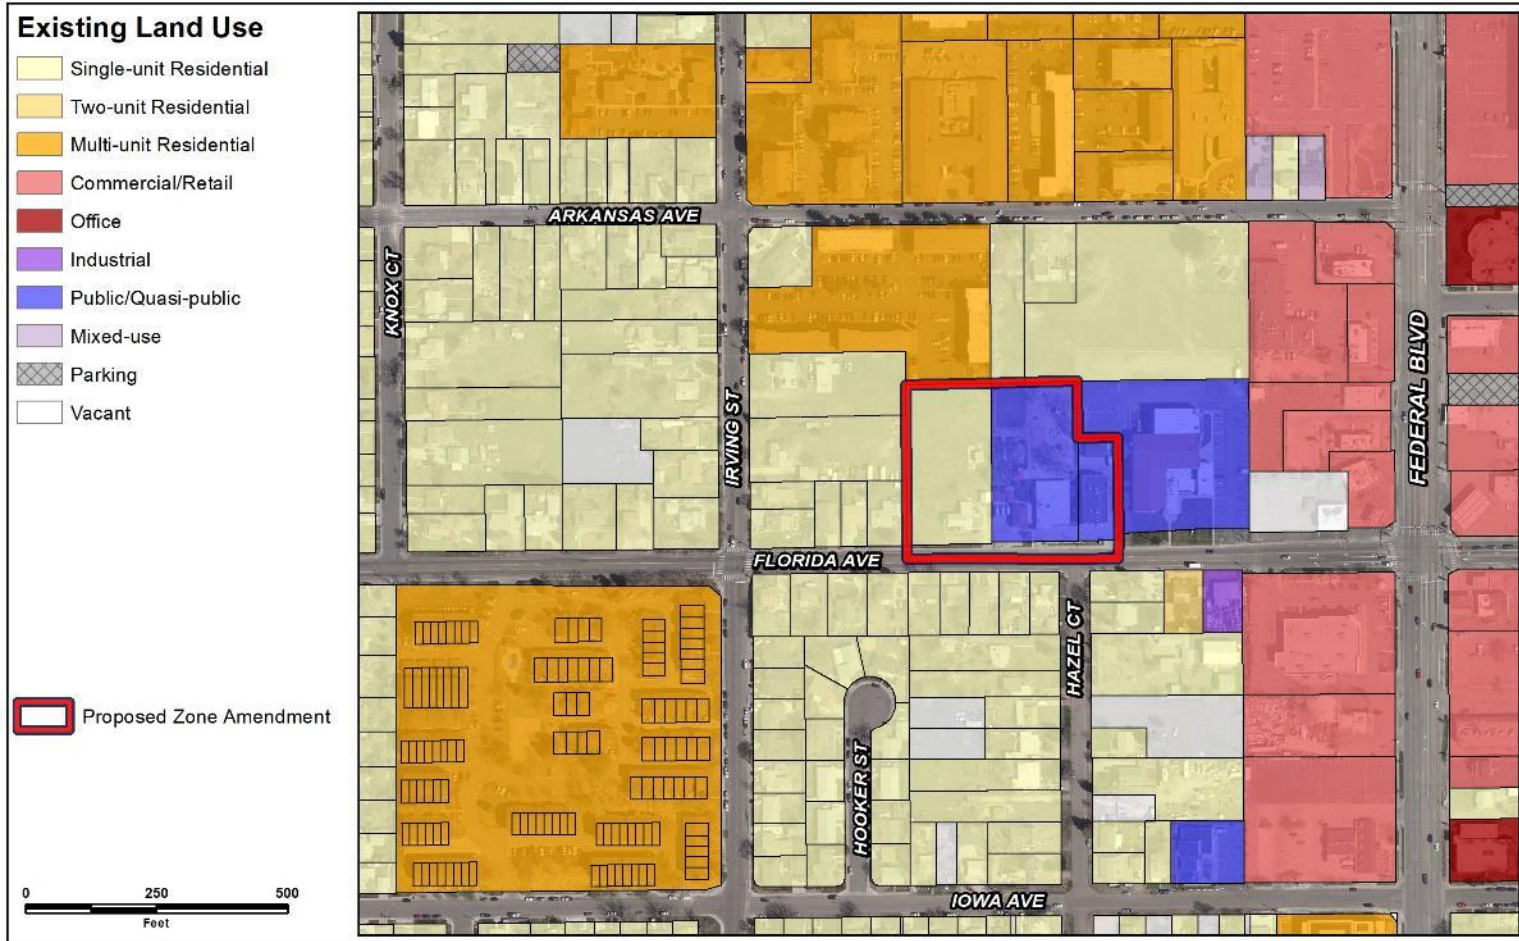 Existing Land Use
Single-unit Residential
Two-unit Residential
Multi-unit Residential
Commercial/Retail
Office
Industrial
Public/Quasi-public
Mixed-use
Parking
Vacant
Proposed Zone Amendment
0 250 500
Feet
ARKANSAS AVE
KNOX CT
IRVING ST
FEDERAL BLVD
FLORIDA AVE
HAZEL CT
HOOKER ST
IOWA AVE